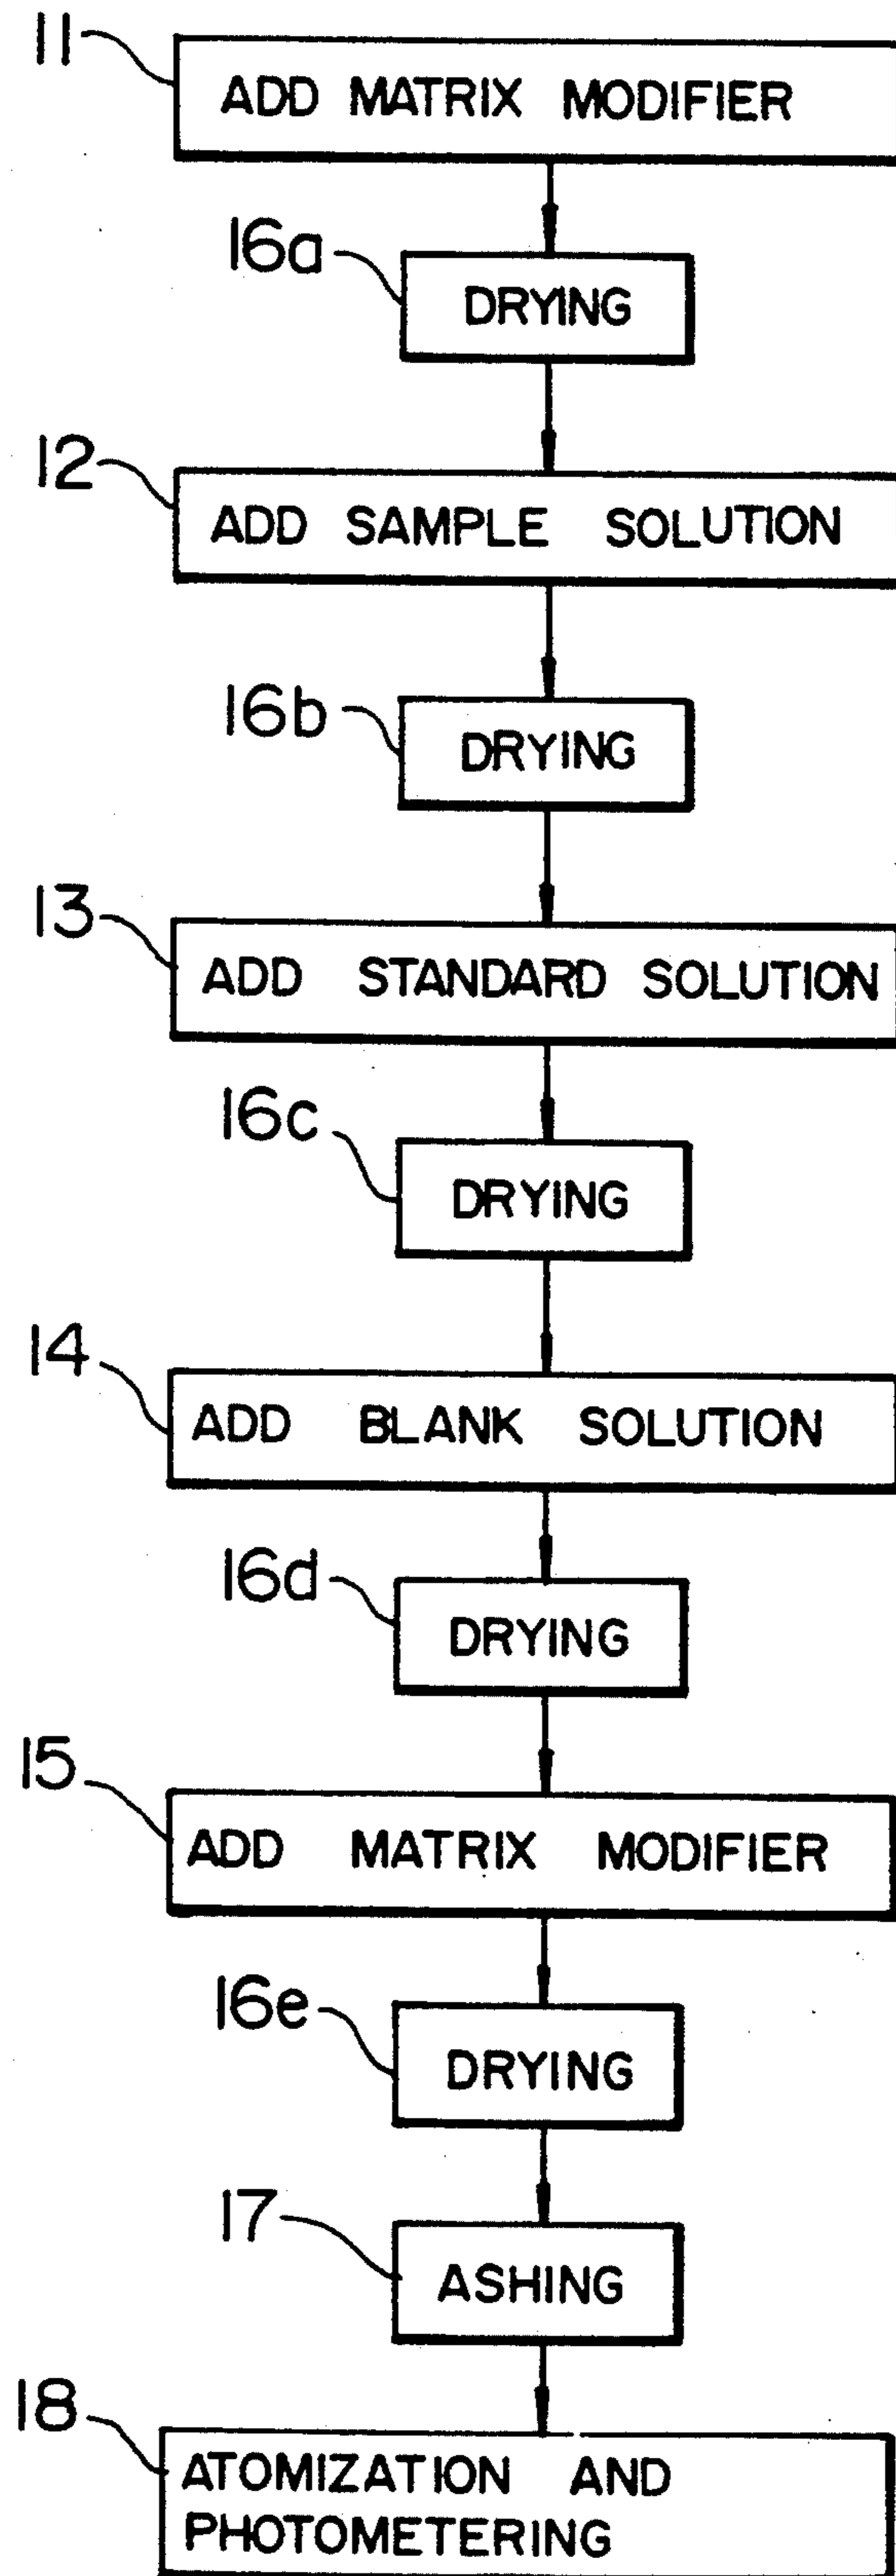 11
ADD MATRIX MODIFIER
16a
DRYING
12
ADD SAMPLE SOLUTION
16b
DRYING
13
ADD STANDARD SOLUTION
16c
DRYING
14
ADD BLANK SOLUTION
16d
DRYING
15
ADD MATRIX MODIFIER
16e
DRYING
17
ASHING
18
ATOMIZATION AND
PHOTOMETERING